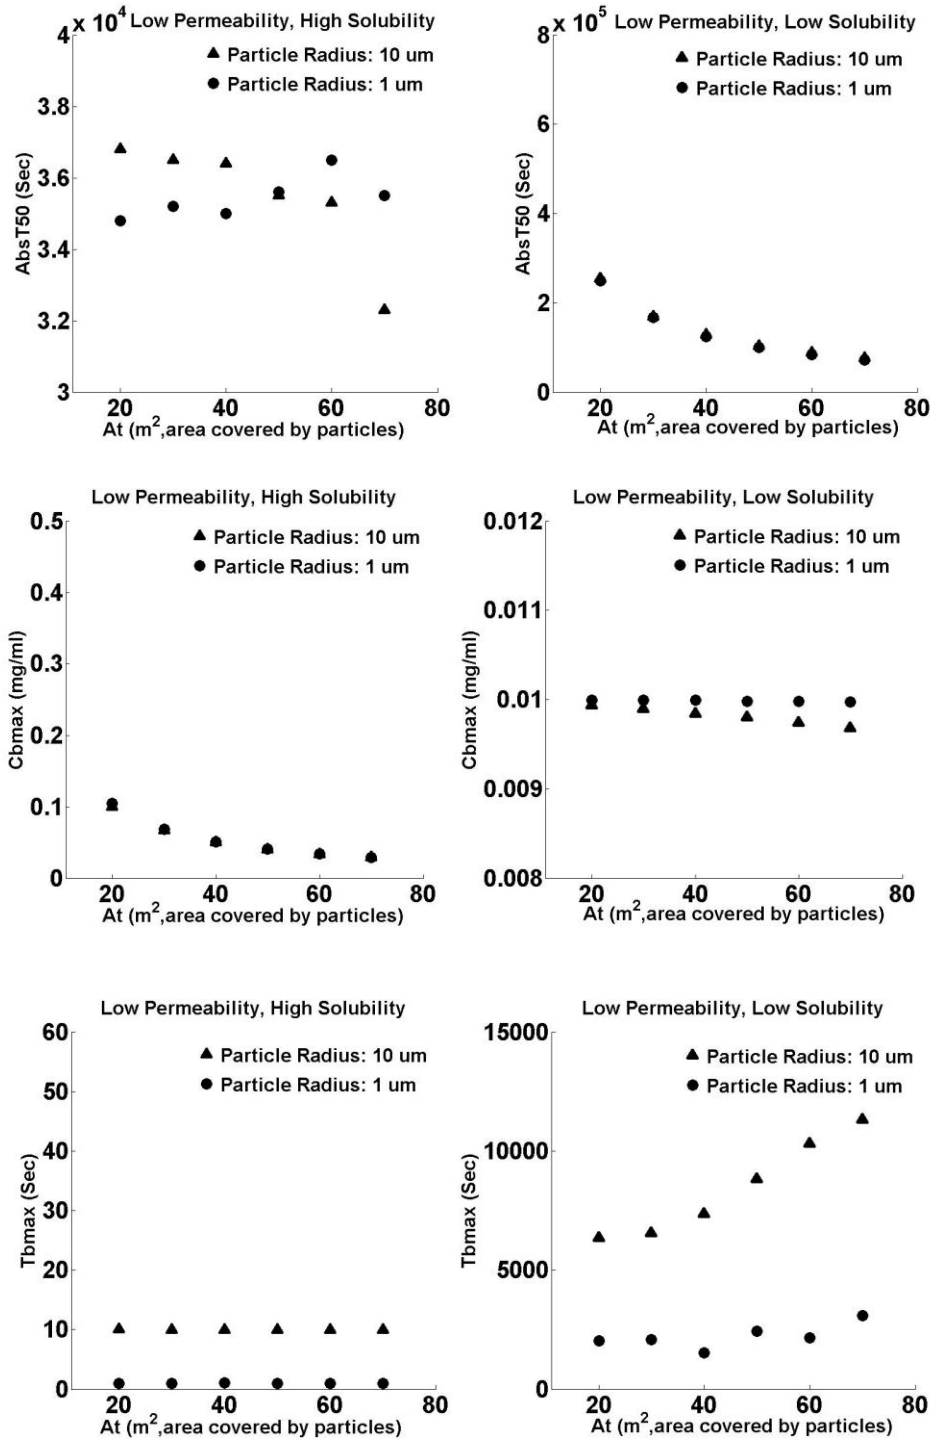 4 x 10^4
Low Permeability, High Solubility
Particle Radius: 10 um
Particle Radius: 1 um
3.8
3.6
3.4
3.2
3
AbsT50 (Sec)
20 40 60 80
At (m^2,area covered by particles)
8 x 10^5
Low Permeability, Low Solubility
Particle Radius: 10 um
Particle Radius: 1 um
6
4
2
0
AbsT50 (Sec)
20 40 60 80
At (m^2,area covered by particles)
Low Permeability, High Solubility
0.5
Particle Radius: 10 um
Particle Radius: 1 um
0.4
0.3
0.2
0.1
0
Cbmax (mg/ml)
20 40 60 80
At (m^2,area covered by particles)
Low Permeability, Low Solubility
0.012
Particle Radius: 10 um
Particle Radius: 1 um
0.011
0.01
0.009
0.008
Cbmax (mg/ml)
20 40 60 80
At (m^2,area covered by particles)
Low Permeability, High Solubility
60
Particle Radius: 10 um
Particle Radius: 1 um
50
40
30
20
10
0
Tbmax (Sec)
20 40 60 80
At (m^2,area covered by particles)
Low Permeability, Low Solubility
15000
Particle Radius: 10 um
Particle Radius: 1 um
10000
5000
0
Tbmax (Sec)
20 40 60 80
At (m^2,area covered by particles)